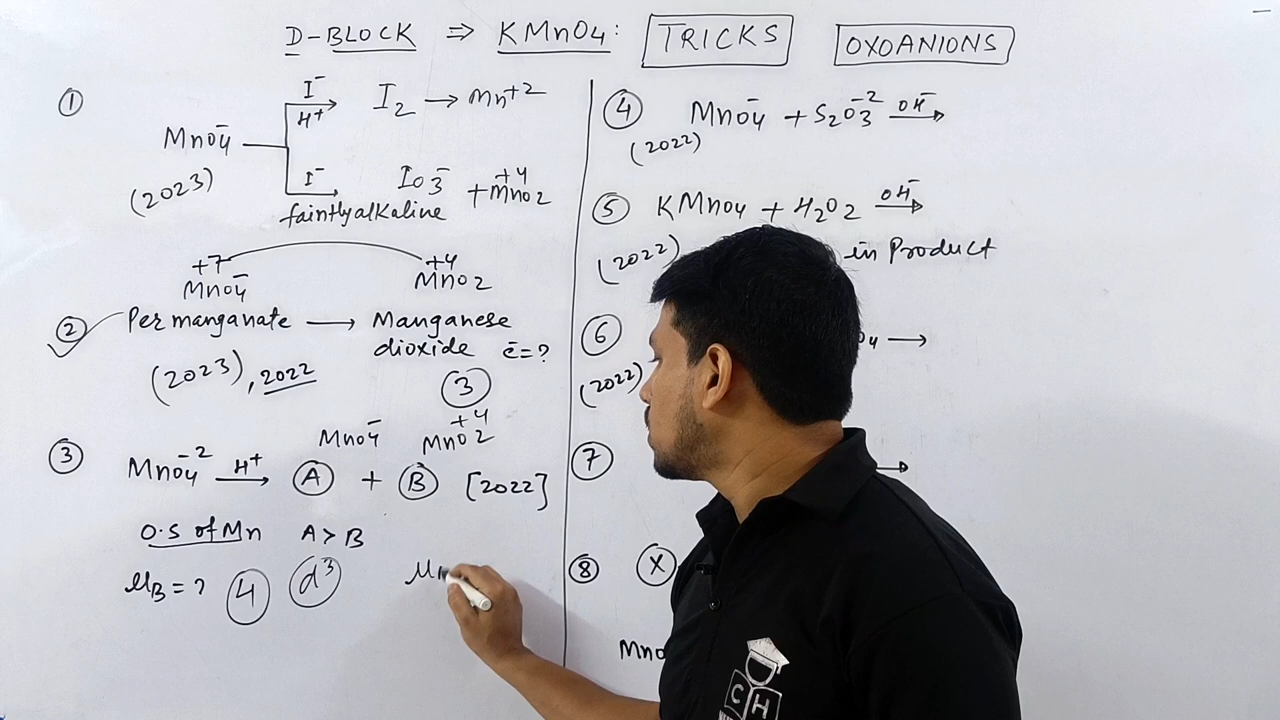 D-BLOCK ⇒ KMnO4: TRICKS OXOANIONS
① I⁻
H⁺ I2 → Mn+2
MnO4⁻
(2023)
I⁻ IO3⁻ + +4
MnO2
faintly alkaline
+7 +4
MnO4⁻ MnO2
② Permanganate → Manganese
dioxide e⁻=?
(2023), 2022
③
MnO4⁻ +4
MnO2
③ MnO4⁻² H⁺→ A + B [2022]
O.S of Mn A > B
μB = ? 4 d³
④ MnO4⁻ + S2O3⁻² OH⁻→
(2022)
⑤ KMnO4 + H2O2 OH⁻→
(2022) in Product
⑥ →
(2022)
⑦ →
⑧ X
MnO
C H